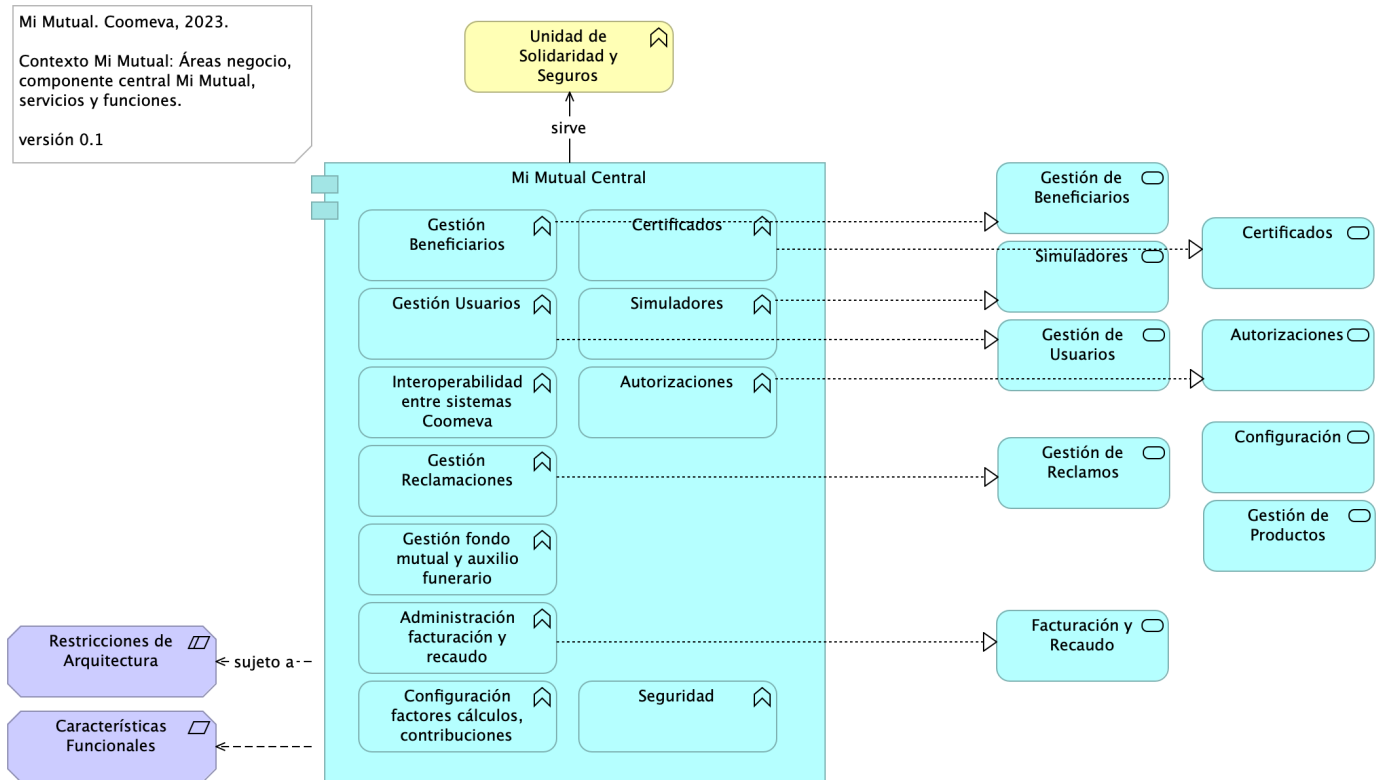 Mi Mutual. Coomeva, 2023.
Contexto Mi Mutual: Áreas negocio,
componente central Mi Mutual,
servicios y funciones.
versión 0.1
Unidad de
Solidaridad y
Seguros
sirve
Mi Mutual Central
Gestión
Beneficiarios
Certificados
Gestión Usuarios
Simuladores
Interoperabilidad
entre sistemas
Coomeva
Autorizaciones
Gestión
Reclamaciones
Gestión fondo
mutual y auxilio
funerario
Administración
facturación y
recaudo
Configuración
factores cálculos,
contribuciones
Seguridad
Gestión de
Beneficiarios
Certificados
Simuladores
Gestión de
Usuarios
Autorizaciones
Configuración
Gestión de
Reclamos
Gestión de
Productos
Facturación y
Recaudo
Restricciones de
Arquitectura
sujeto a
Características
Funcionales